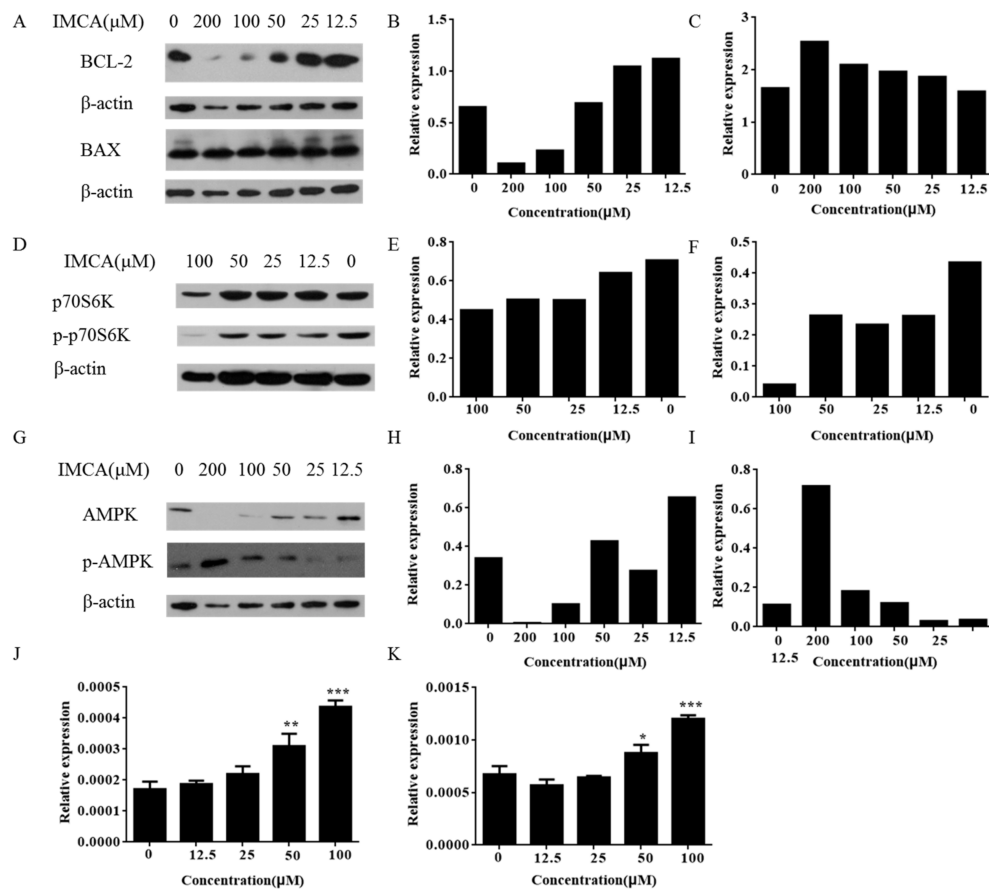 A IMCA(μM) 0 200 100 50 25 12.5
BCL-2
β-actin
BAX
β-actin
B
Relative expression
1.5
1.0
0.5
0.0
0 200 100 50 25 12.5
Concentration(μM)
C
Relative expression
3
2
1
0
0 200 100 50 25 12.5
Concentration(μM)
D IMCA(μM) 100 50 25 12.5 0
p70S6K
p-p70S6K
β-actin
E
Relative expression
0.8
0.6
0.4
0.2
0.0
100 50 25 12.5 0
Concentration(μM)
F
Relative expression
0.5
0.4
0.3
0.2
0.1
0.0
100 50 25 12.5 0
Concentration(μM)
G
IMCA(μM) 0 200 100 50 25 12.5
AMPK
p-AMPK
β-actin
H
Relative expression
0.8
0.6
0.4
0.2
0.0
0 200 100 50 25 12.5
Concentration(μM)
I
Relative expression
0.8
0.6
0.4
0.2
0.0
0 200 100 50 25
12.5 Concentration(μM)
J
Relative expression
0.0005
0.0004
0.0003
0.0002
0.0001
0.0000
** ***
0 12.5 25 50 100
Concentration(μM)
K
Relative expression
0.0015
0.0010
0.0005
0.0000
* ***
0 12.5 25 50 100
Concentration(μM)